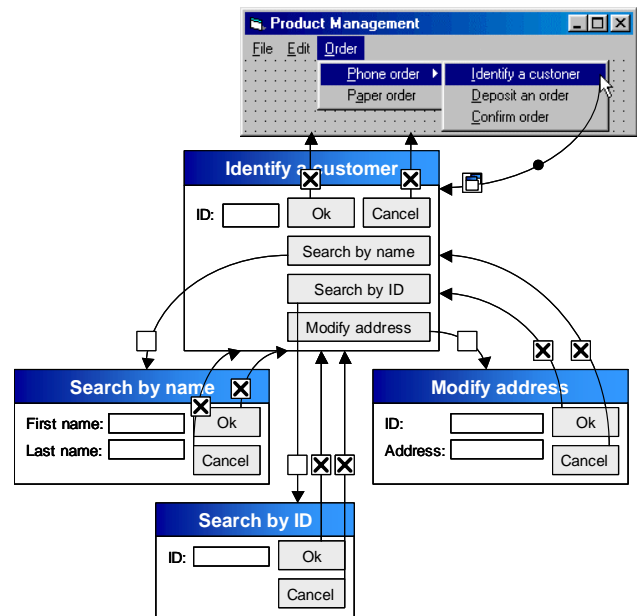 Product Management
File Edit Order
Phone order Identify a custoner
Paper order Deposit an order
Confirm order
Identify a customer
ID: Ok Cancel
Search by name
Search by ID
Modify address
Search by name
First name: Ok
Last name: Cancel
Modify address
ID: Ok
Address: Cancel
Search by ID
ID: Ok
Cancel